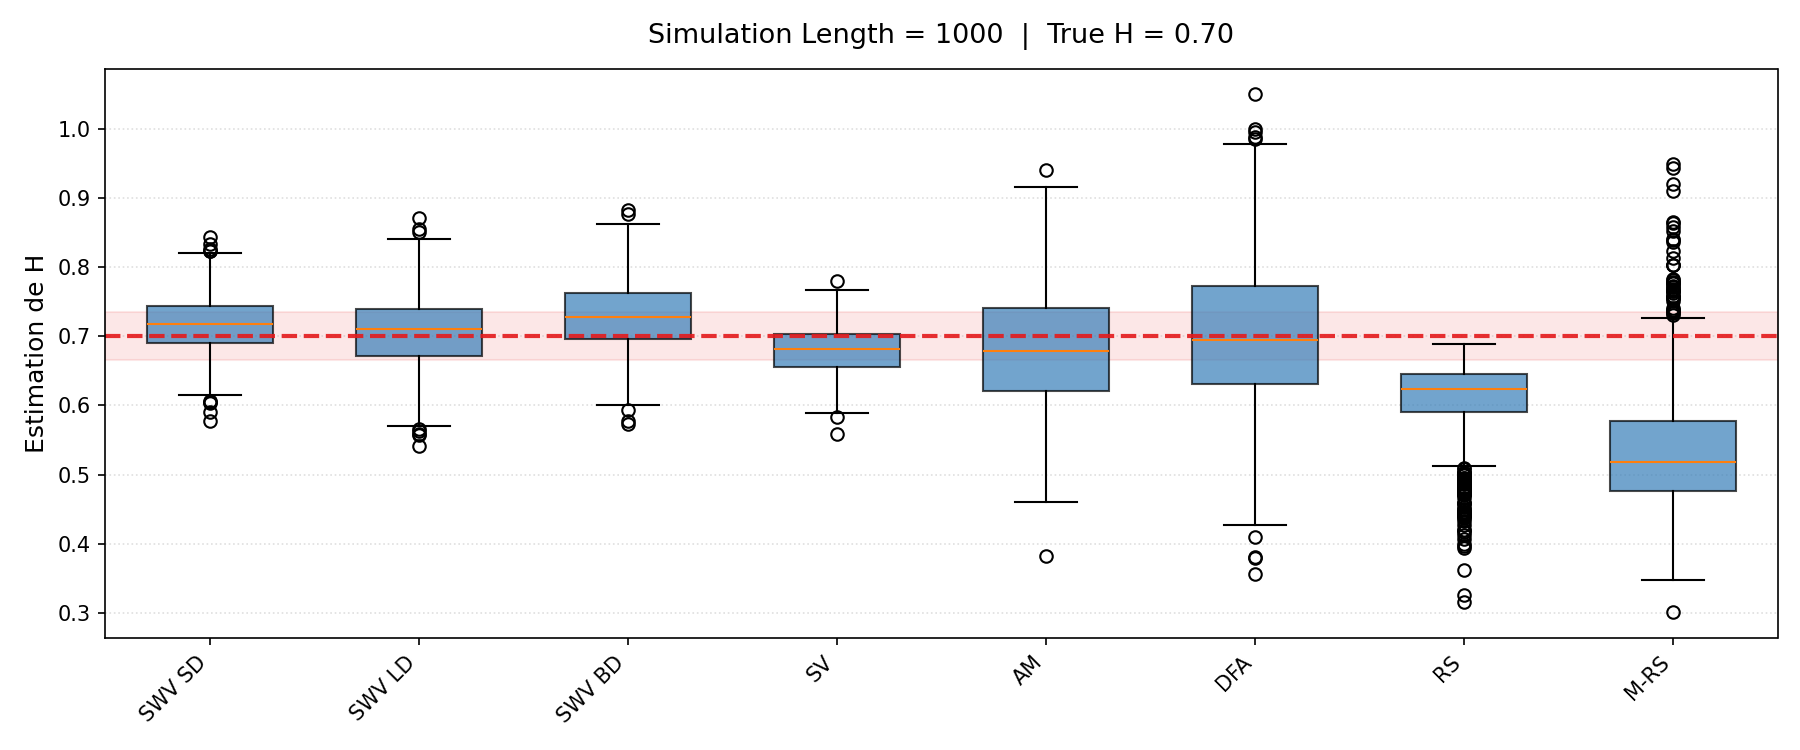 Simulation Length = 1000 | True H = 0.70
Estimation de H
1.0
0.9
0.8
0.7
0.6
0.5
0.4
0.3
SWV SD
SWV LD
SWV BD
SV
AM
DFA
RS
M-RS